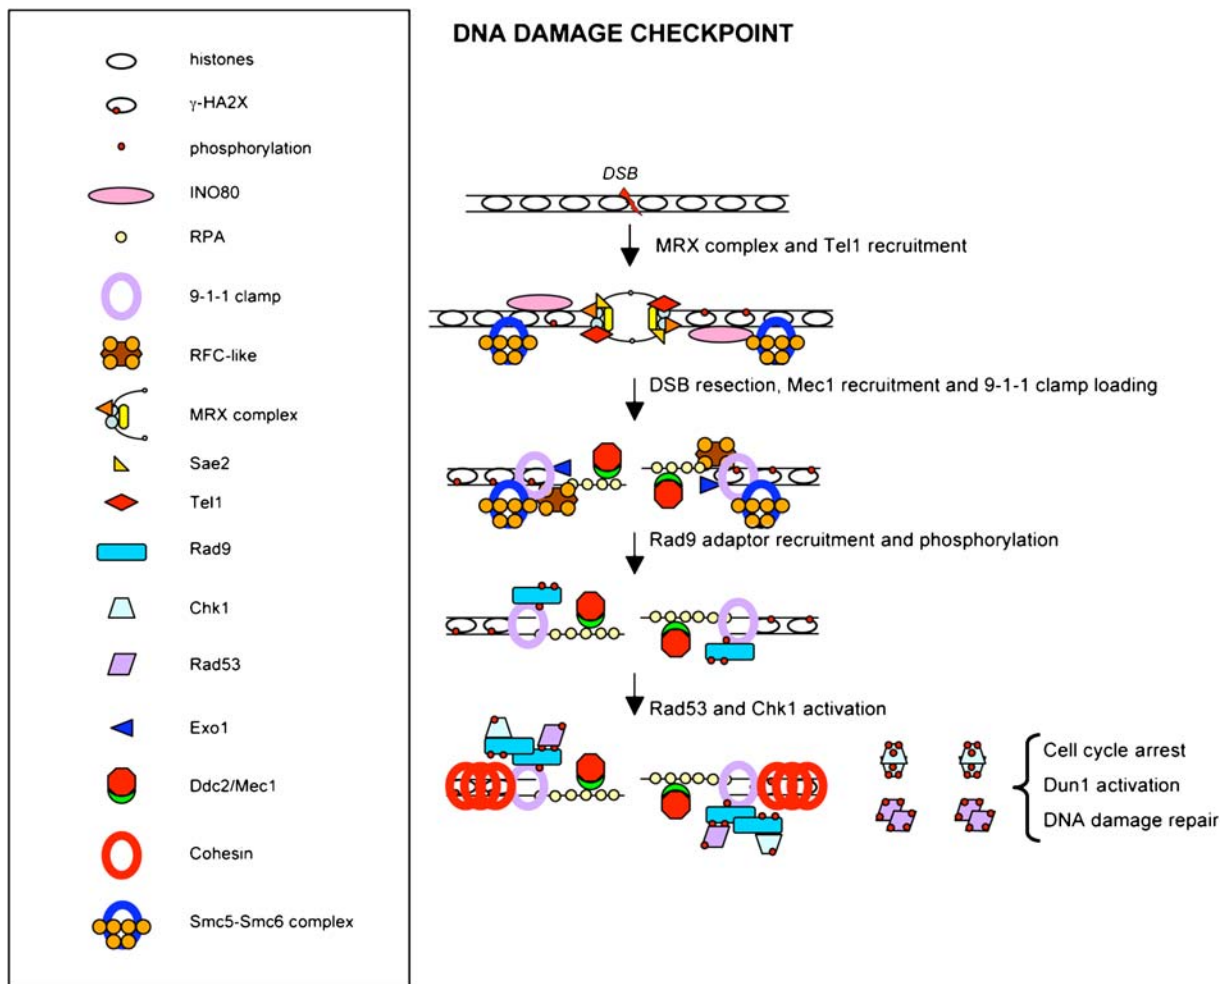 DNA DAMAGE CHECKPOINT
histones
γ-HA2X
phosphorylation
INO80
RPA
9-1-1 clamp
RFC-like
MRX complex
Sae2
Tel1
Rad9
Chk1
Rad53
Exo1
Ddc2/Mec1
Cohesin
Smc5-Smc6 complex
DSB
MRX complex and Tel1 recruitment
DSB resection, Mec1 recruitment and 9-1-1 clamp loading
Rad9 adaptor recruitment and phosphorylation
Rad53 and Chk1 activation
Cell cycle arrest
Dun1 activation
DNA damage repair